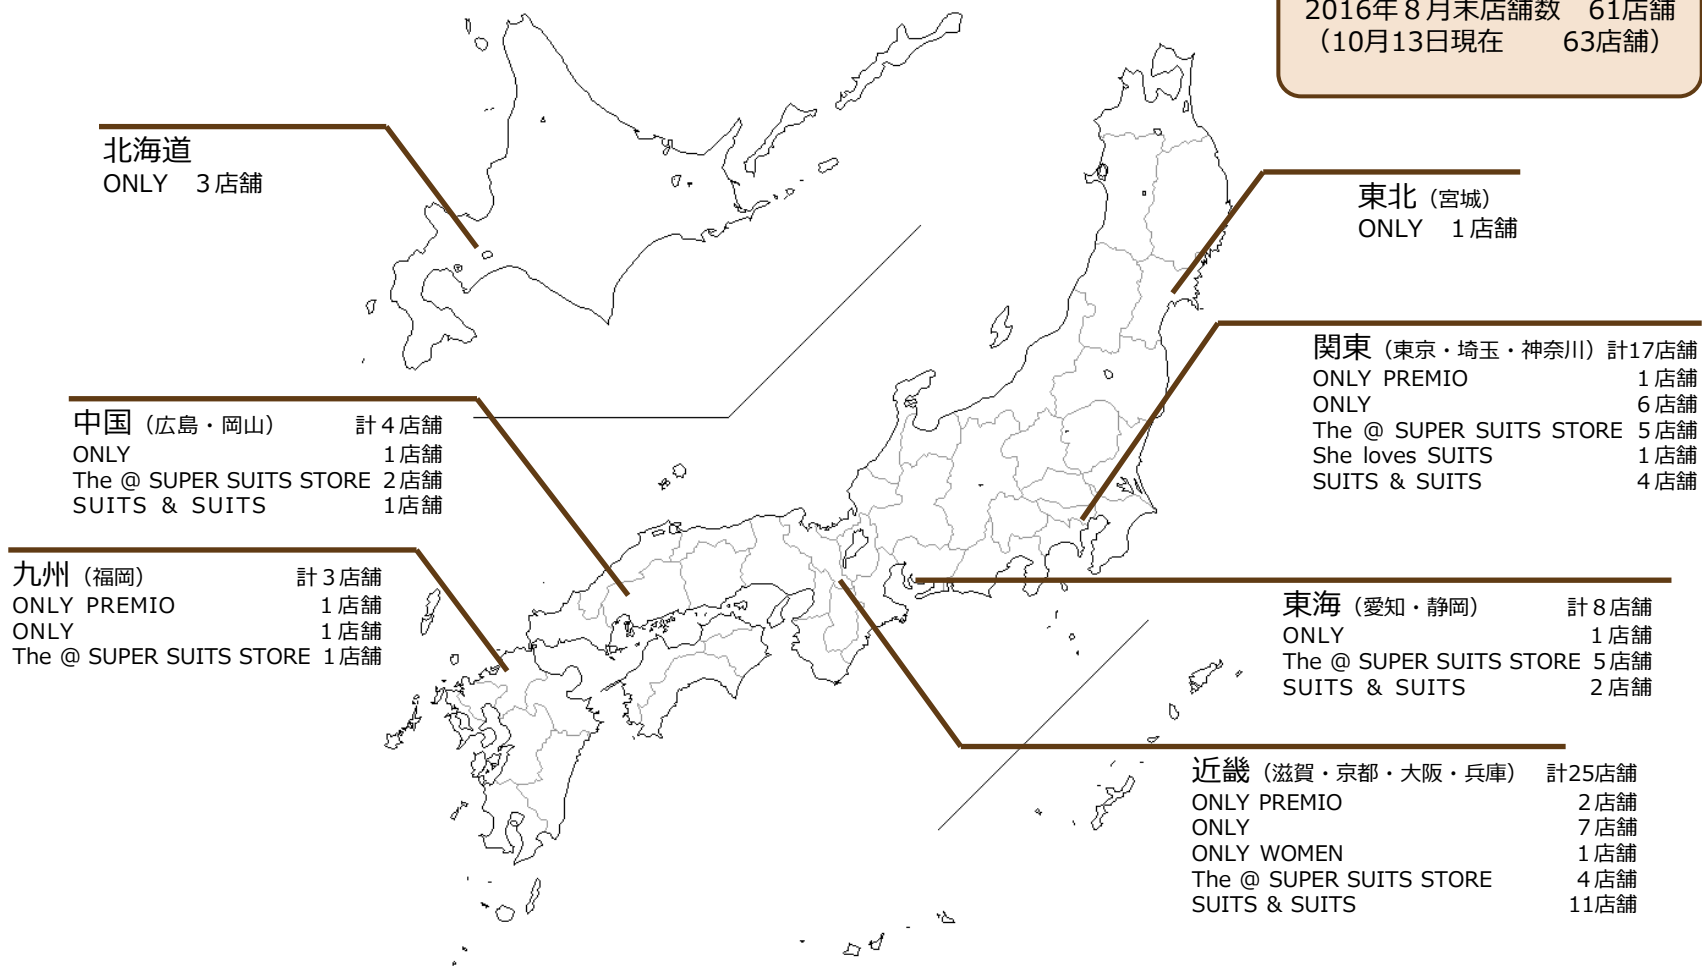 2016年８月末店舗数　61店舗
（10月13日現在　　63店舗）
北海道
ONLY　３店舗
東北（宮城）
ONLY　１店舗
関東（東京・埼玉・神奈川）計17店舗
ONLY PREMIO　１店舗
ONLY　６店舗
The @ SUPER SUITS STORE　５店舗
She loves SUITS　１店舗
SUITS & SUITS　４店舗
中国（広島・岡山）　計４店舗
ONLY　１店舗
The @ SUPER SUITS STORE　２店舗
SUITS & SUITS　１店舗
九州（福岡）　計３店舗
ONLY PREMIO　１店舗
ONLY　１店舗
The @ SUPER SUITS STORE　１店舗
東海（愛知・静岡）　計８店舗
ONLY　１店舗
The @ SUPER SUITS STORE　５店舗
SUITS & SUITS　２店舗
近畿（滋賀・京都・大阪・兵庫）　計25店舗
ONLY PREMIO　２店舗
ONLY　７店舗
ONLY WOMEN　１店舗
The @ SUPER SUITS STORE　４店舗
SUITS & SUITS　11店舗